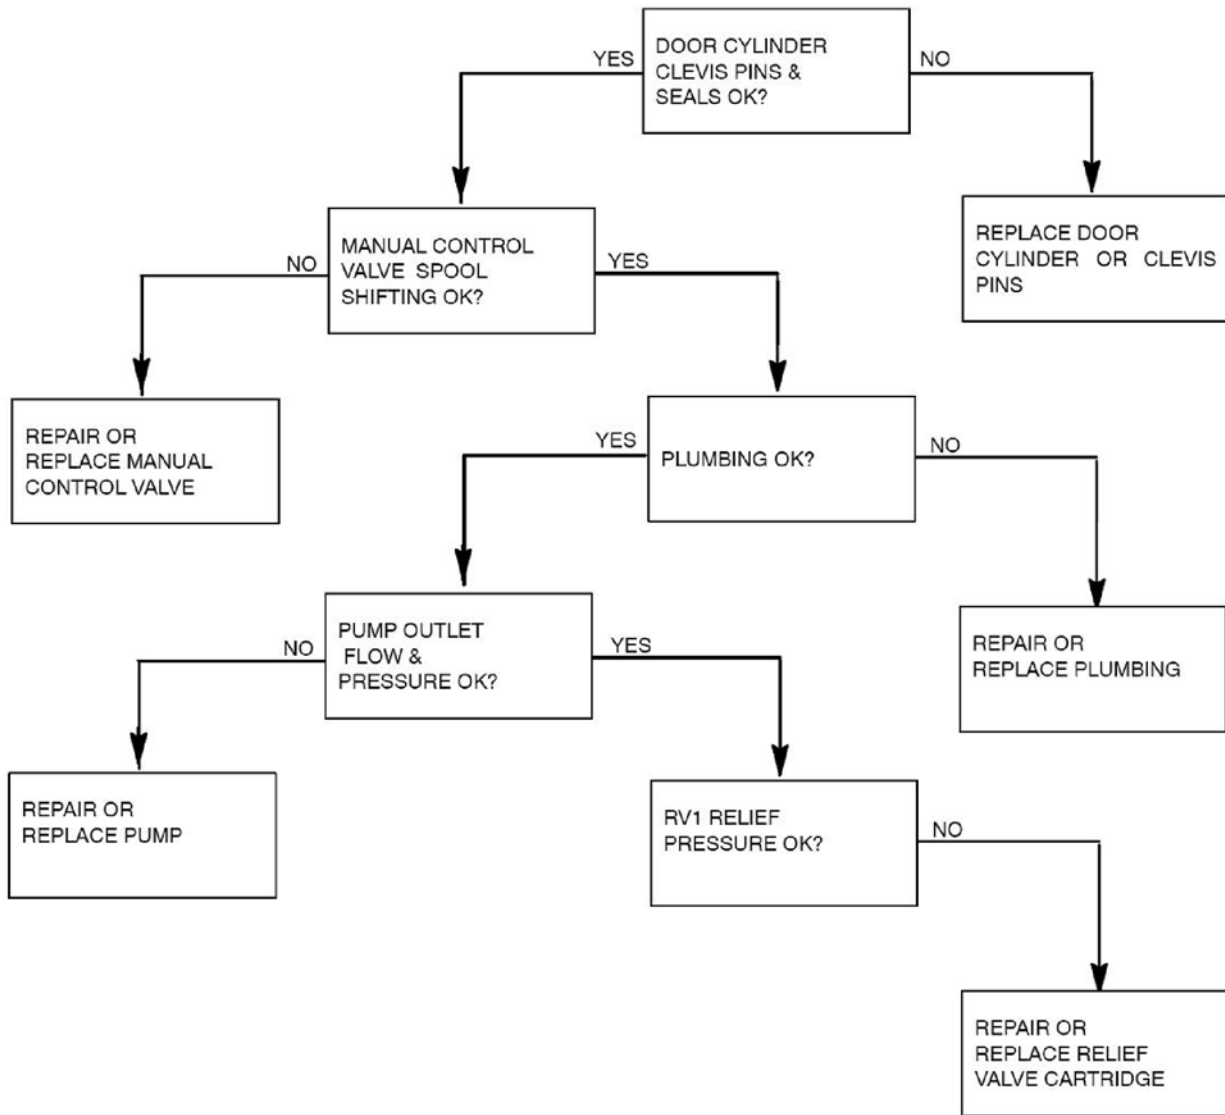 DOOR CYLINDER
CLEVIS PINS &
SEALS OK?
YES
NO
MANUAL CONTROL
VALVE SPOOL
SHIFTING OK?
NO
YES
REPLACE DOOR
CYLINDER OR CLEVIS
PINS
REPAIR OR
REPLACE MANUAL
CONTROL VALVE
PLUMBING OK?
YES
NO
PUMP OUTLET
FLOW &
PRESSURE OK?
NO
YES
REPAIR OR
REPLACE PLUMBING
REPAIR OR
REPLACE PUMP
RV1 RELIEF
PRESSURE OK?
NO
REPAIR OR
REPLACE RELIEF
VALVE CARTRIDGE